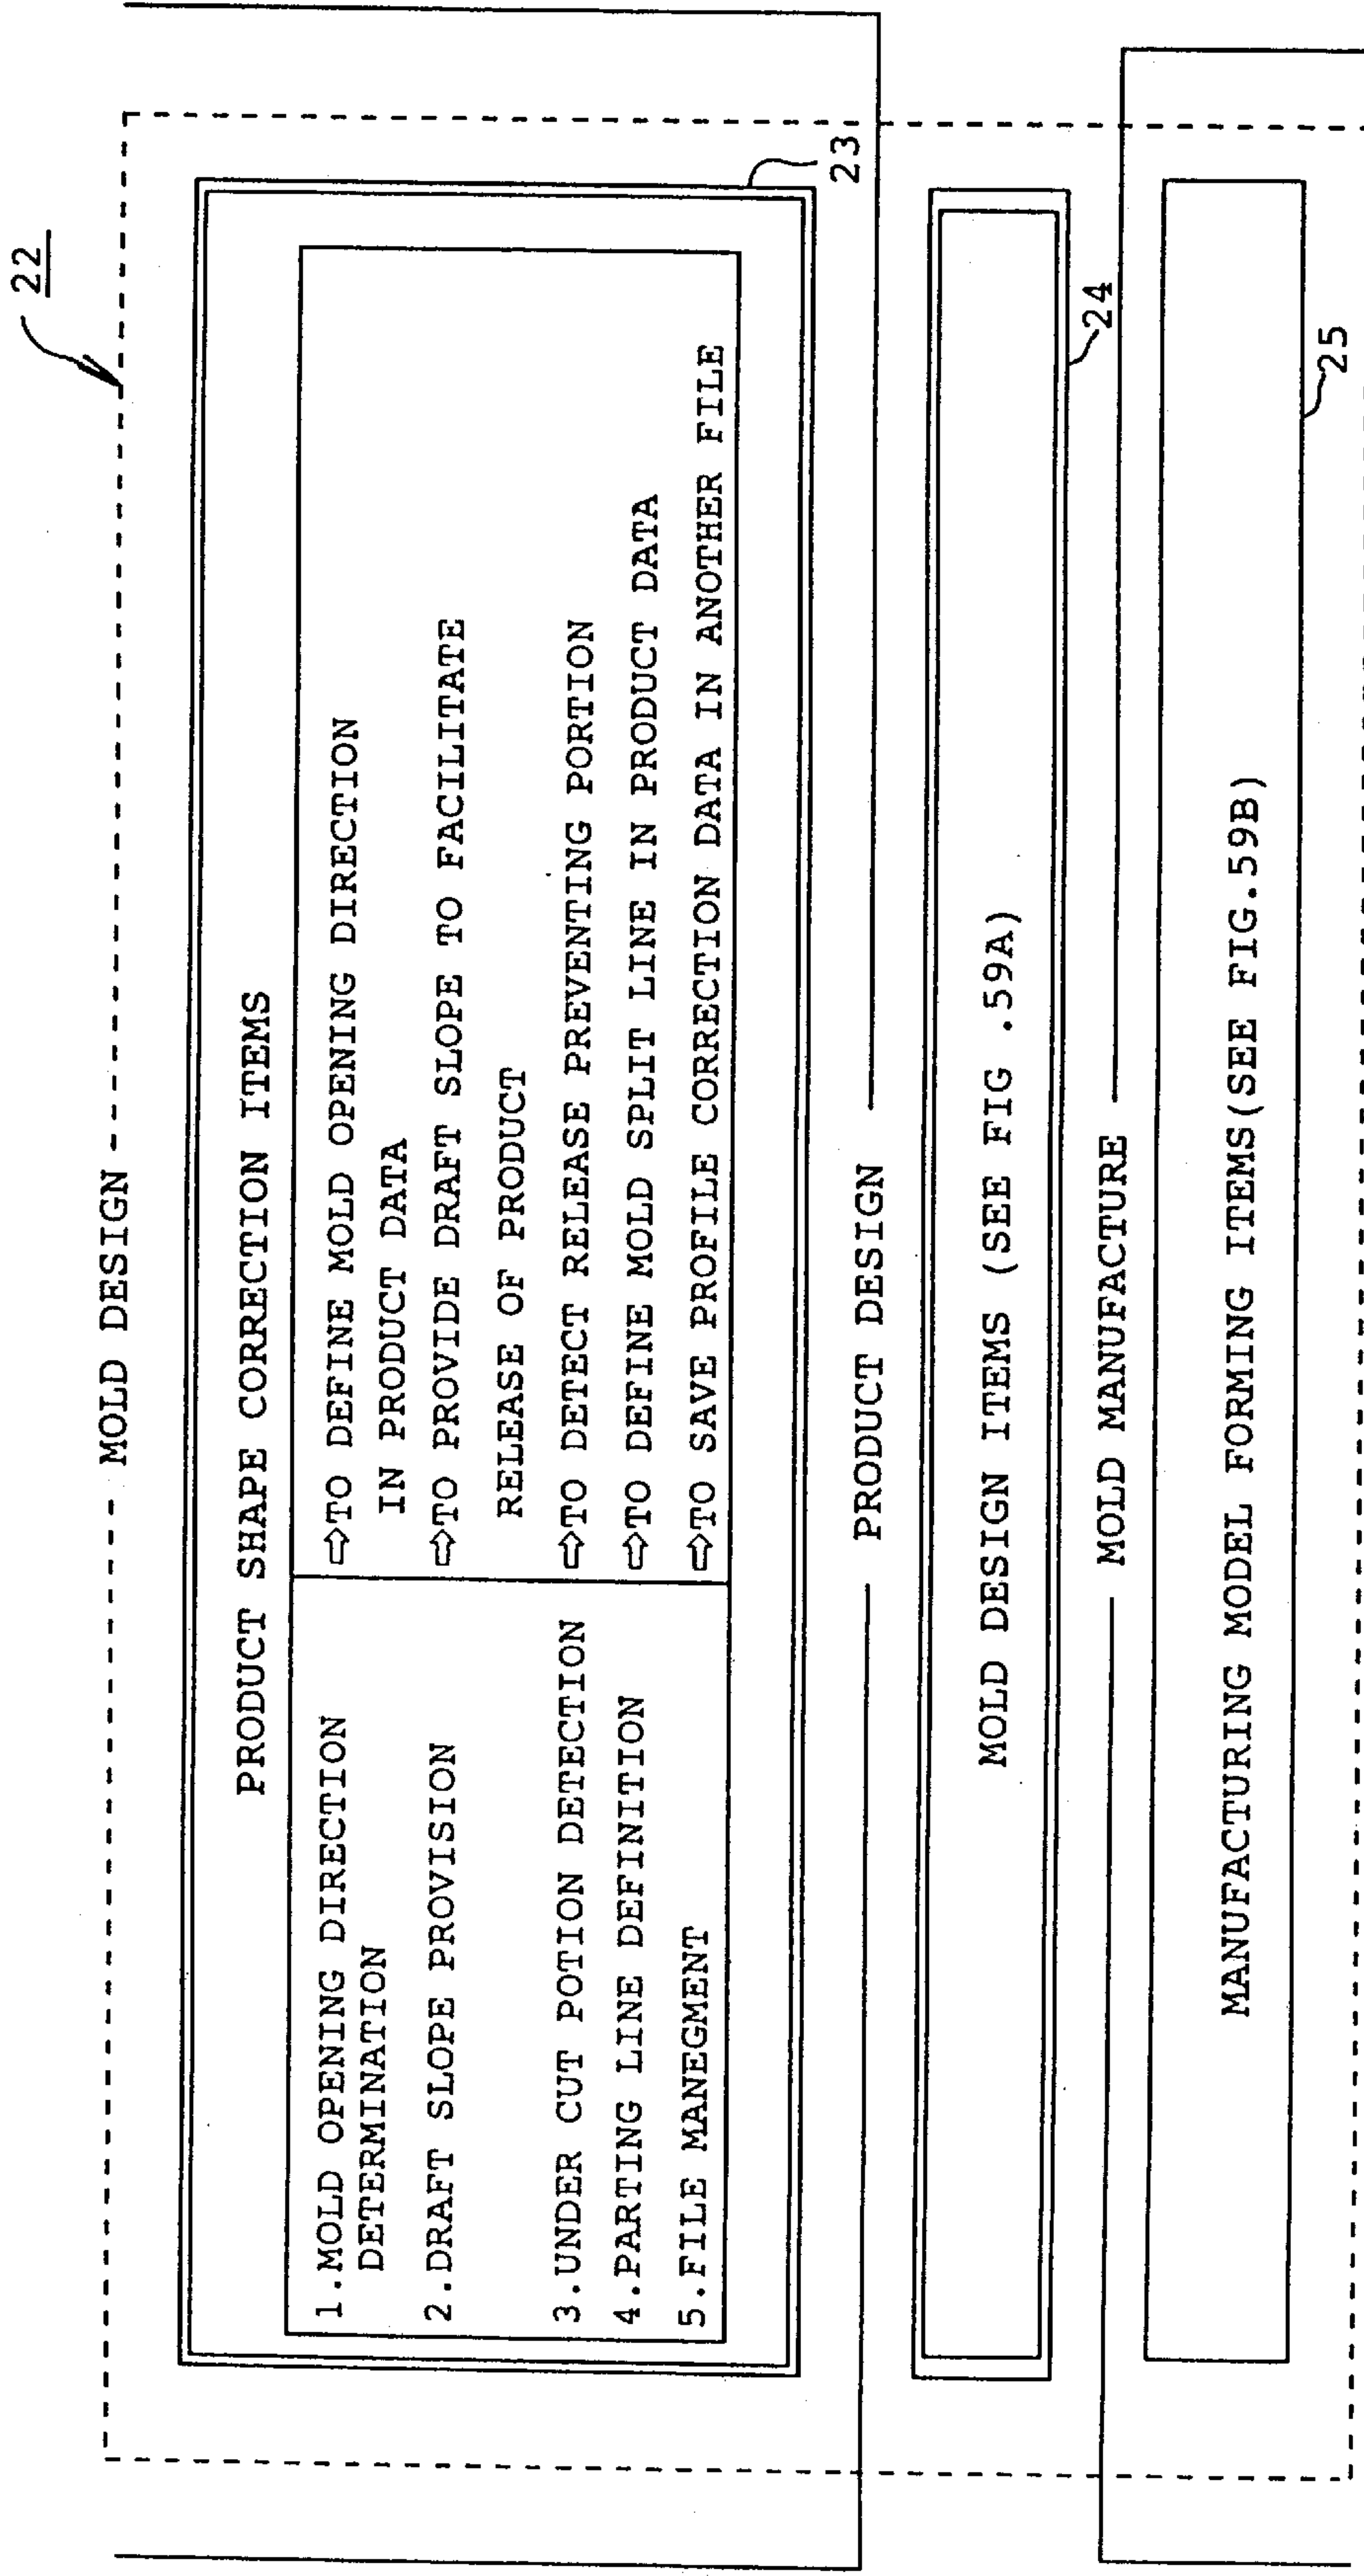 22
MOLD DESIGN
PRODUCT SHAPE CORRECTION ITEMS
1.MOLD OPENING DIRECTION
DETERMINATION
⇨TO DEFINE MOLD OPENING DIRECTION
IN PRODUCT DATA
2.DRAFT SLOPE PROVISION
⇨TO PROVIDE DRAFT SLOPE TO FACILITATE
RELEASE OF PRODUCT
3.UNDER CUT POTION DETECTION
⇨TO DETECT RELEASE PREVENTING PORTION
4.PARTING LINE DEFINITION
⇨TO DEFINE MOLD SPLIT LINE IN PRODUCT DATA
5.FILE MANEGMENT
⇨TO SAVE PROFILE CORRECTION DATA IN ANOTHER FILE
23
PRODUCT DESIGN
MOLD DESIGN ITEMS (SEE FIG .59A)
24
MOLD MANUFACTURE
MANUFACTURING MODEL FORMING ITEMS(SEE FIG.59B)
25